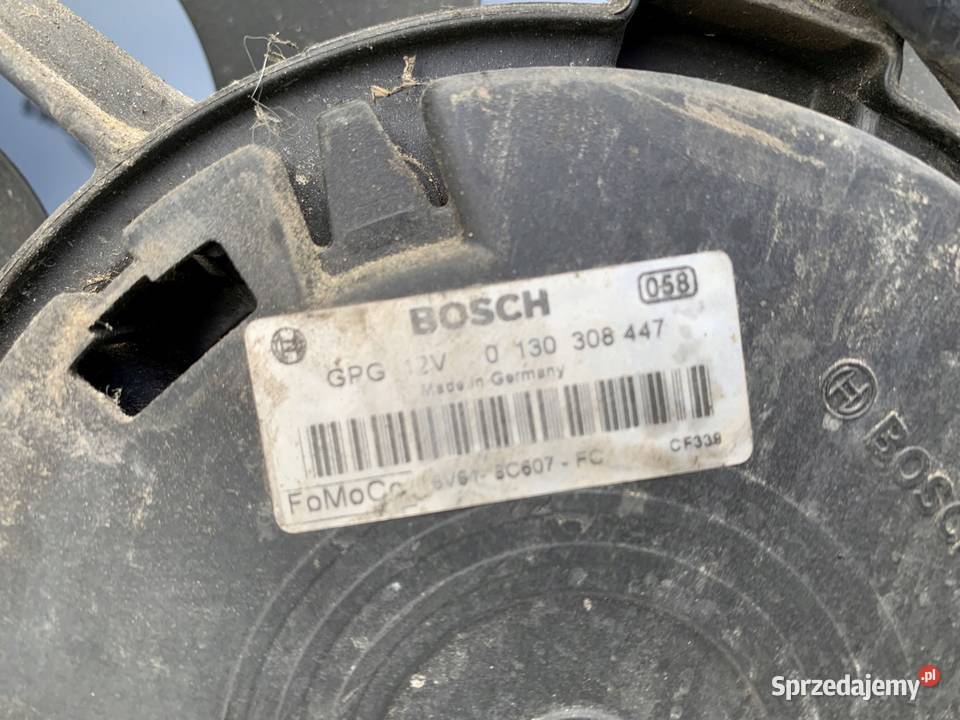 BOSCH
058
GPG 12V 0 130 308 447
Made in Germany
CF338
FoMoCo 8V61-8C607-FC
BOSCH
Sprzedajemy.pl